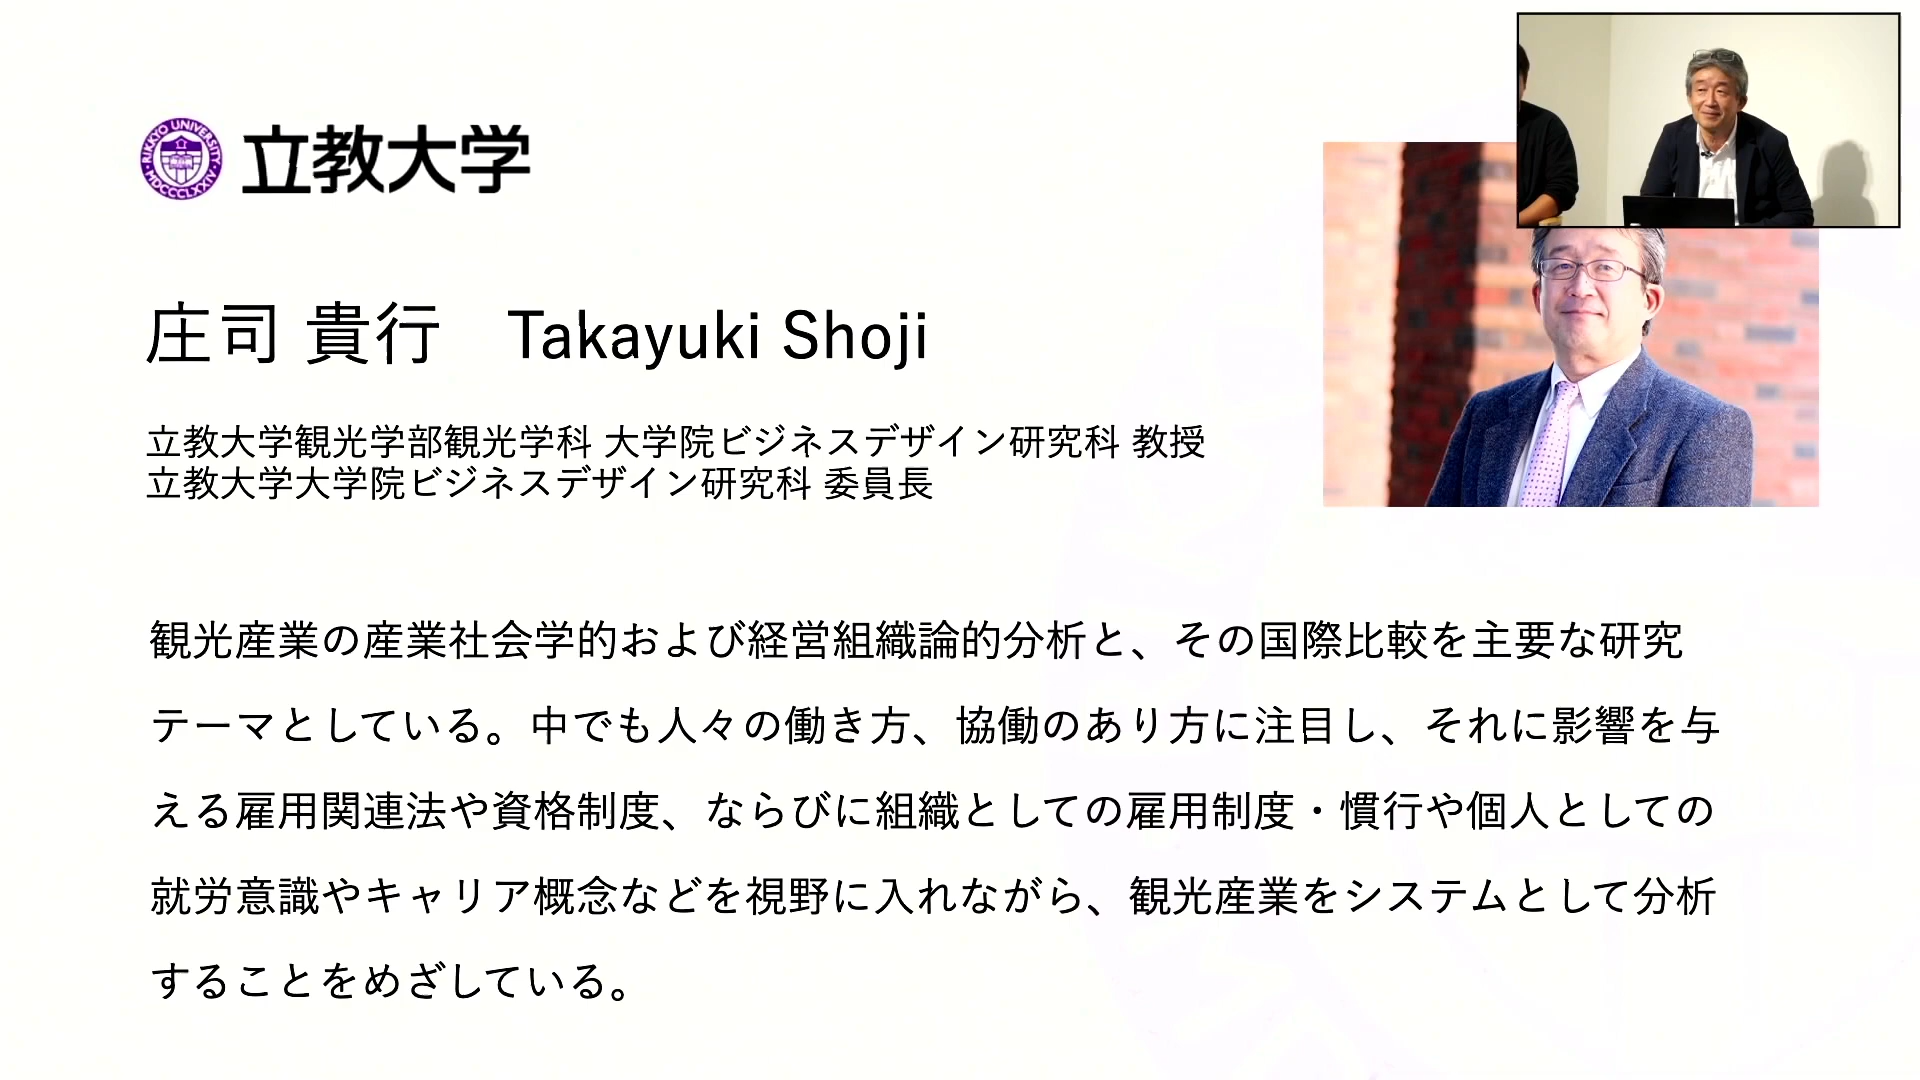 RIKKYO UNIVERSITY
MDCCCLXXIV
立教大学
庄司 貴行 Takayuki Shoji
立教大学観光学部観光学科 大学院ビジネスデザイン研究科 教授
立教大学大学院ビジネスデザイン研究科 委員長
観光産業の産業社会学的および経営組織論的分析と、その国際比較を主要な研究
テーマとしている。中でも人々の働き方、協働のあり方に注目し、それに影響を与
える雇用関連法や資格制度、ならびに組織としての雇用制度・慣行や個人としての
就労意識やキャリア概念などを視野に入れながら、観光産業をシステムとして分析
することをめざしている。